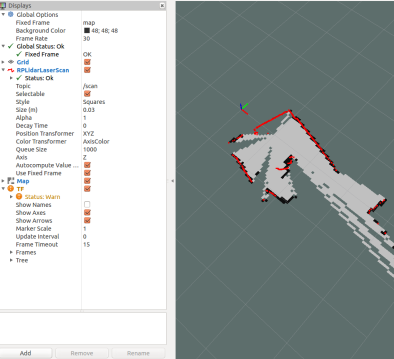 Displays
Global Options
Fixed Frame map
Background Color 48; 48; 48
Frame Rate 30
Global Status: Ok
Fixed Frame OK
Grid
RPLidarLaserScan
Status: Ok
Topic /scan
Selectable
Style Squares
Size (m) 0.03
Alpha 1
Decay Time 0
Position Transformer XYZ
Color Transformer AxisColor
Queue Size 1000
Axis Z
Autocompute Value ...
Use Fixed Frame
Map
TF
Status: Warn
Show Names
Show Axes
Show Arrows
Marker Scale 1
Update Interval 0
Frame Timeout 15
Frames
Tree
Add Remove Rename